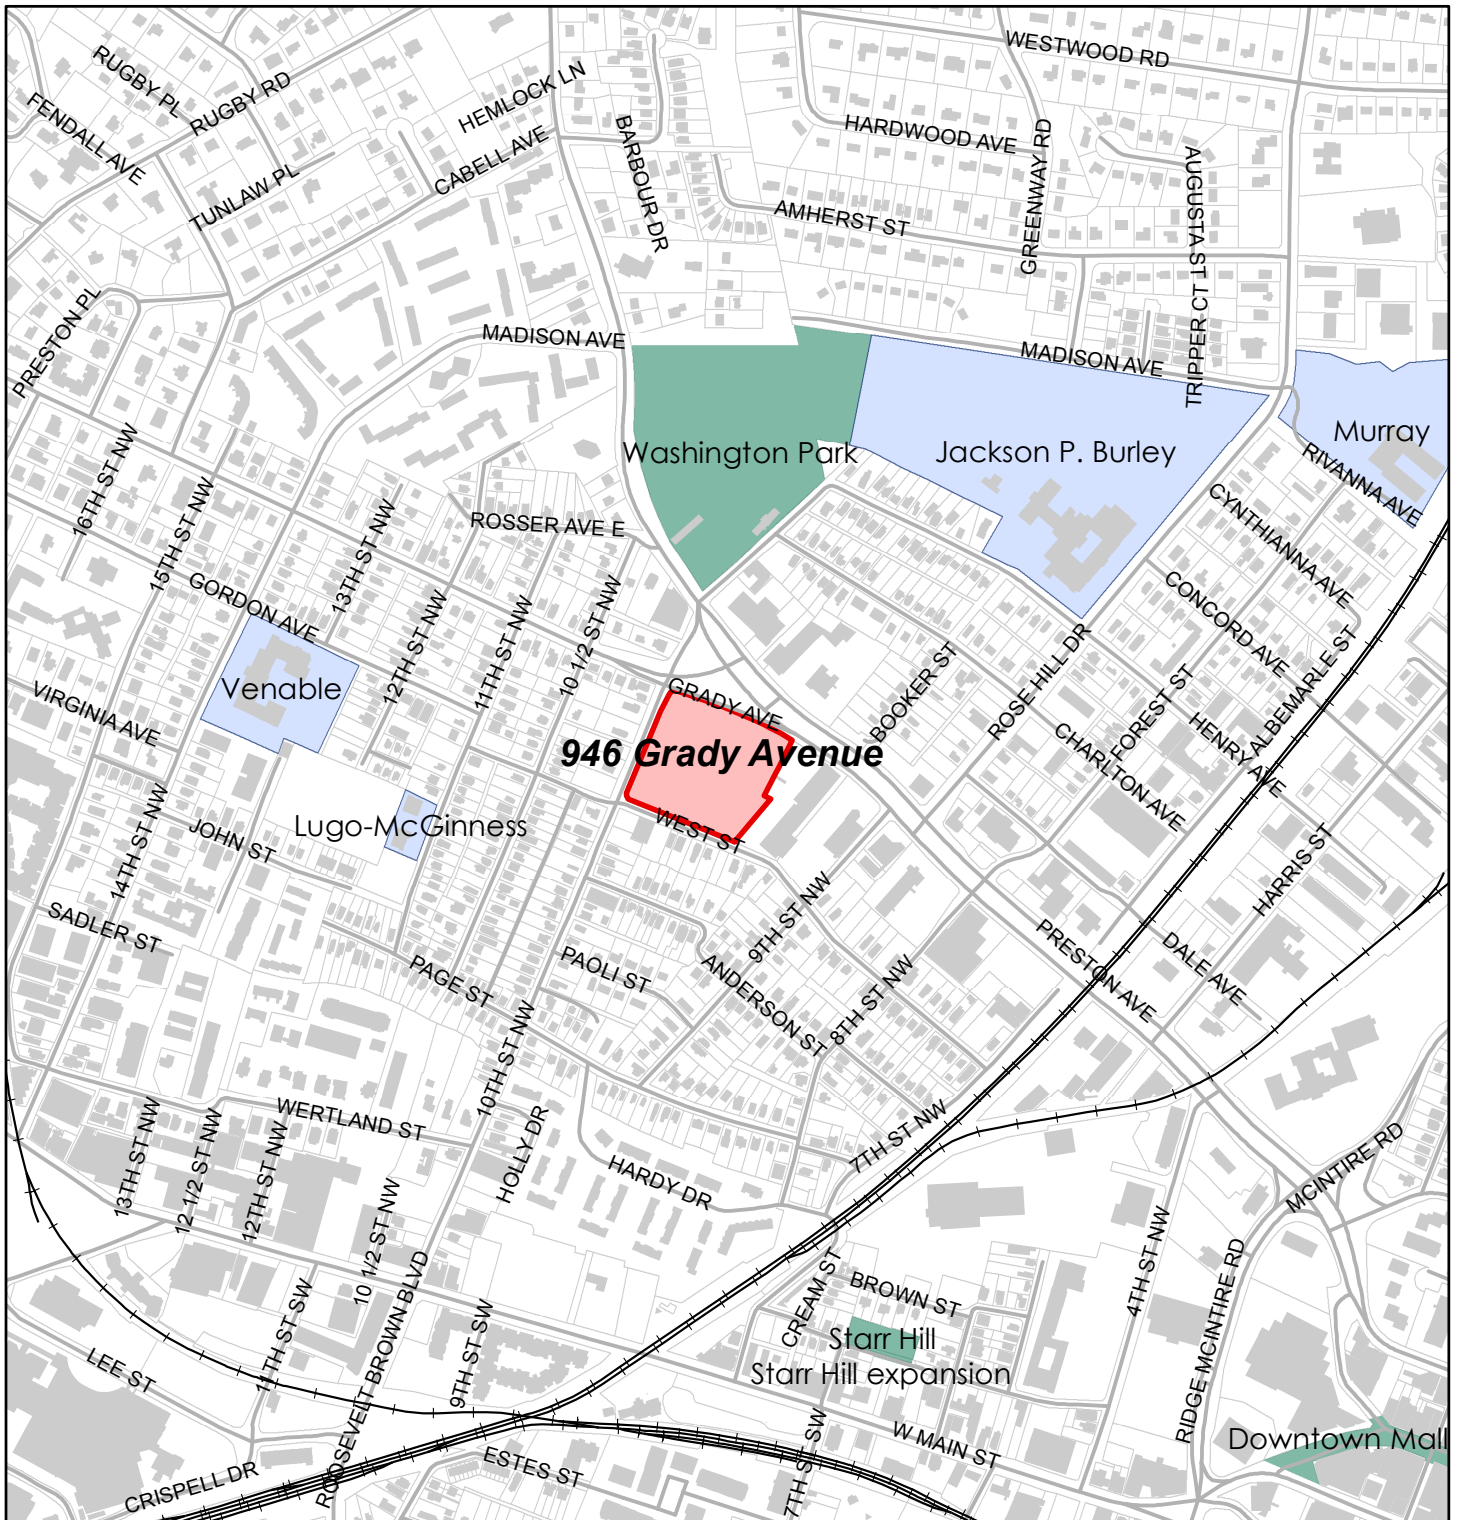 WESTWOOD RD
RUGBY PL
RUGBY RD
HEMLOCK LN
FENDALL AVE
HARDWOOD AVE
BARBOUR DR
GREENWAY RD
CABELL AVE
TUNLAW PL
AUGUSTA ST
AMHERST ST
TRIPPER CT
PRESTON PL
MADISON AVE
MADISON AVE
Washington Park
Jackson P. Burley
Murray
RIVANNA AVE
16TH ST NW
15TH ST NW
13TH ST NW
ROSSER AVE E
CYNTHIANNA AVE
GORDON AVE
12TH ST NW
11TH ST NW
10 1/2 ST NW
CONCORD AVE
ALBEMARLE ST
Venable
VIRGINIA AVE
GRADY AVE
BOOKER ST
ROSE HILL DR
FOREST ST
HENRY AVE
CHARLTON AVE
946 Grady Avenue
WEST ST
Lugo-McGinness
JOHN ST
14TH ST NW
HARRIS ST
SADLER ST
PAGE ST
PAOLI ST
ANDERSON ST
9TH ST NW
8TH ST NW
PRESTON AVE
DALE AVE
10TH ST NW
WERTLAND ST
13TH ST NW
12 1/2 ST NW
12TH ST NW
HOLLY DR
HARDY DR
7TH ST NW
MCINTIRE RD
10 1/2 ST NW
4TH ST NW
RIDGE MCINTIRE RD
CREAM ST
BROWN ST
Starr Hill
Starr Hill expansion
11TH ST SW
ROOSEVELT BROWN BLVD
9TH ST SW
LEE ST
W MAIN ST
7TH ST SW
Downtown Mall
CRISPELL DR
ESTES ST